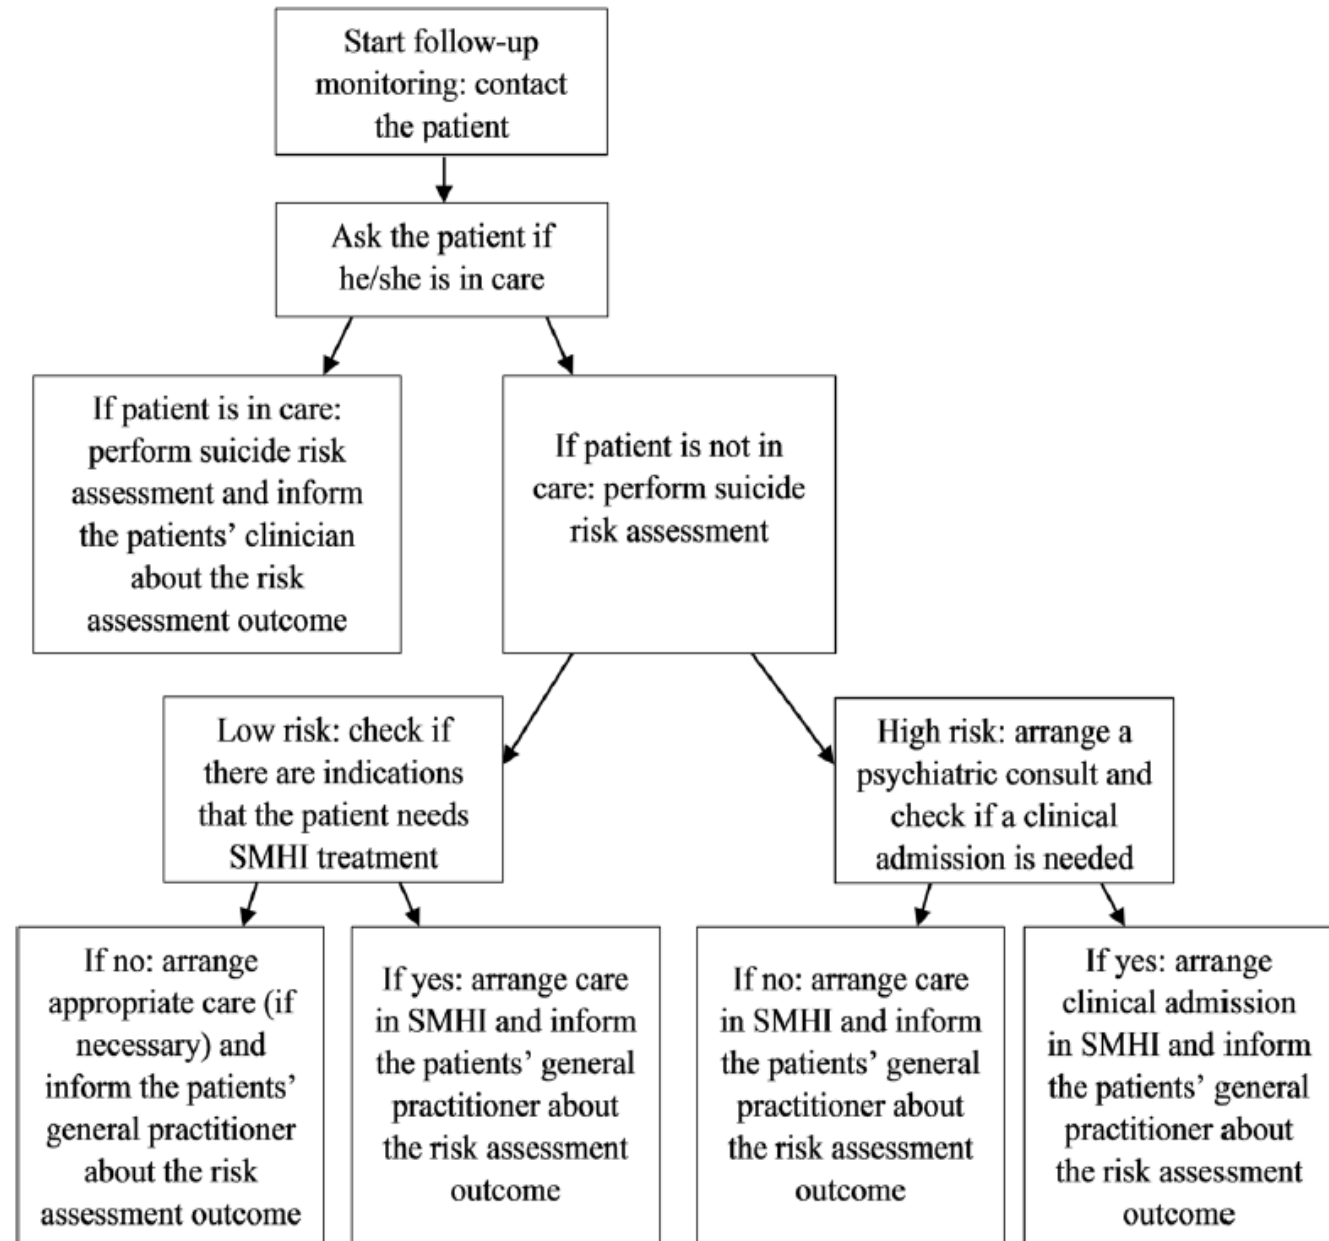 Start follow-up
monitoring: contact
the patient
Ask the patient if
he/she is in care
If patient is in care:
perform suicide risk
assessment and inform
the patients’ clinician
about the risk
assessment outcome
If patient is not in
care: perform suicide
risk assessment
Low risk: check if
there are indications
that the patient needs
SMHI treatment
High risk: arrange a
psychiatric consult and
check if a clinical
admission is needed
If no: arrange
appropriate care (if
necessary) and
inform the patients’
general practitioner
about the risk
assessment outcome
If yes: arrange care
in SMHI and inform
the patients’ general
practitioner about
the risk assessment
outcome
If no: arrange care
in SMHI and inform
the patients’ general
practitioner about
the risk assessment
outcome
If yes: arrange
clinical admission
in SMHI and inform
the patients’ general
practitioner about
the risk assessment
outcome